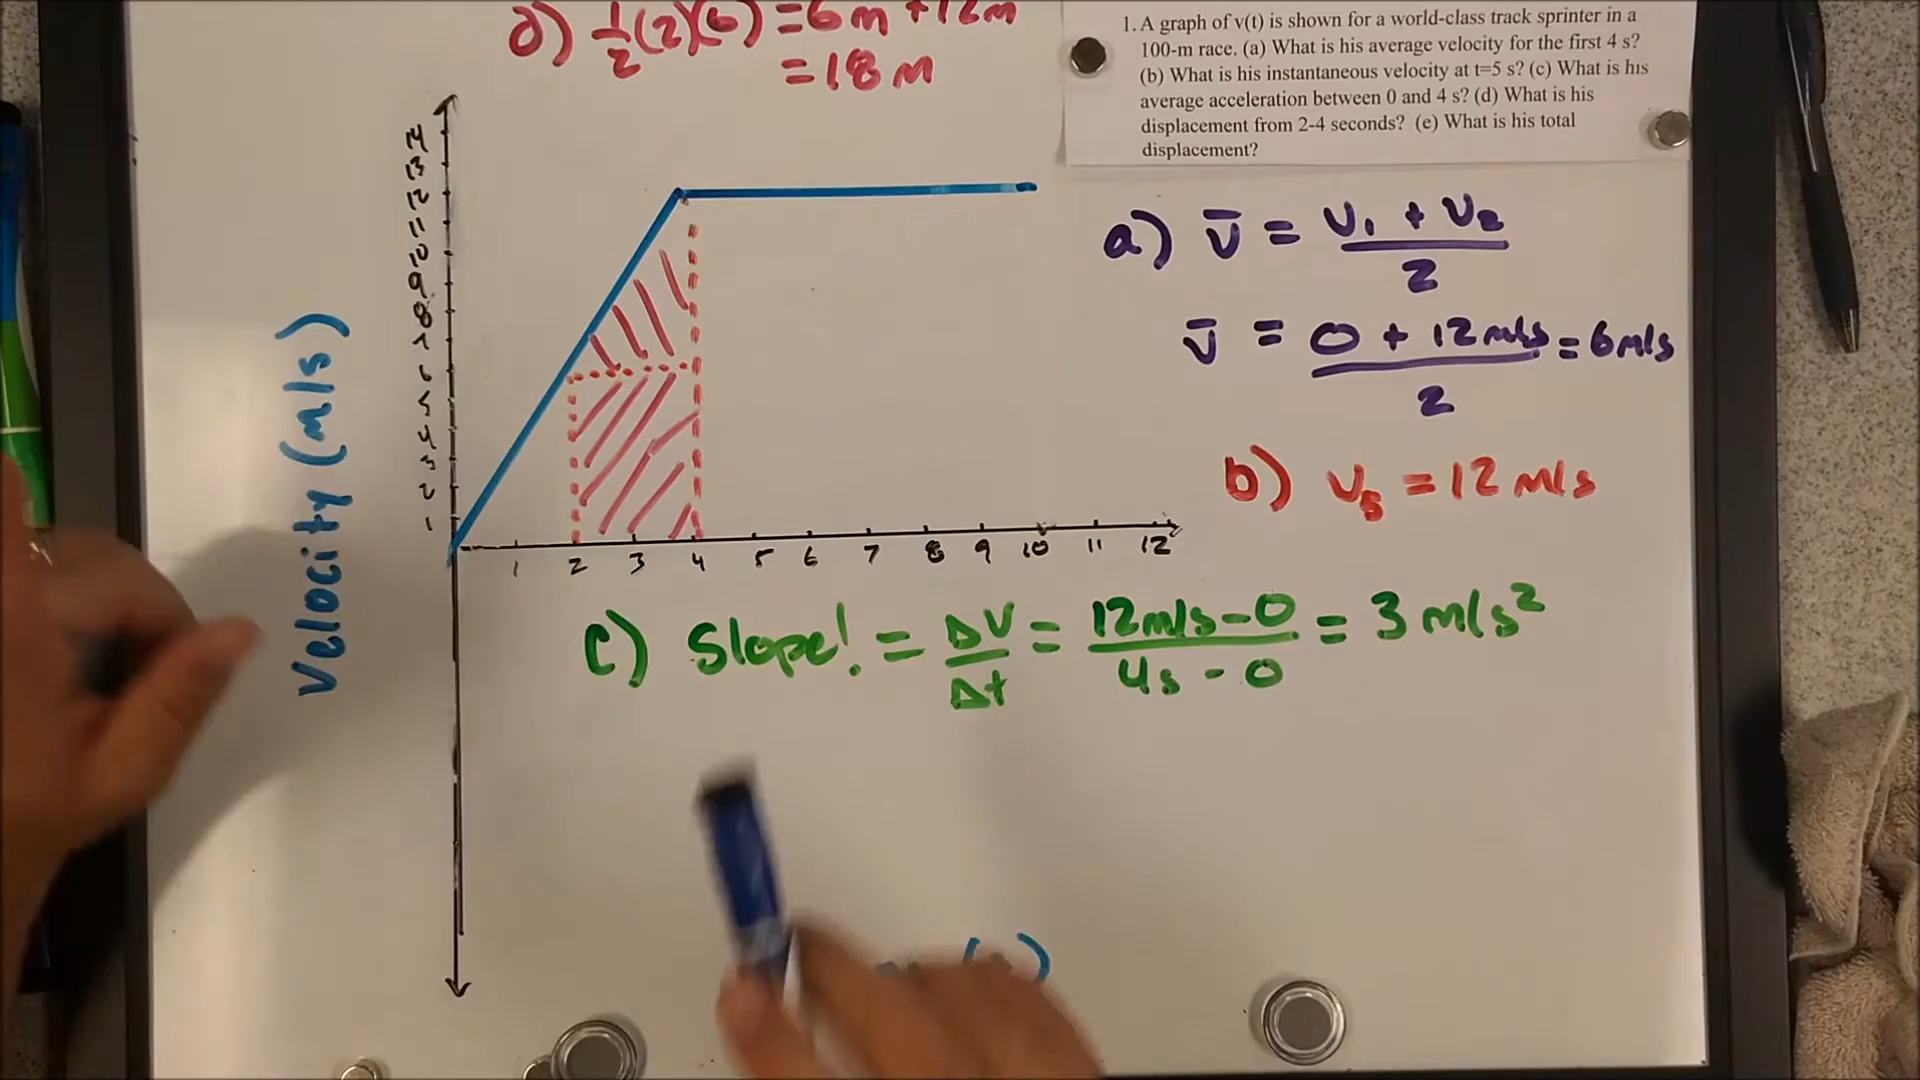 d) 1/2 (2)(6) = 6m + 12m
= 18 m
1. A graph of v(t) is shown for a world-class track sprinter in a
100-m race. (a) What is his average velocity for the first 4 s?
(b) What is his instantaneous velocity at t=5 s? (c) What is his
average acceleration between 0 and 4 s? (d) What is his
displacement from 2-4 seconds? (e) What is his total
displacement?
14
13
12
11
10
9
8
7
6
5
4
3
2
1
Velocity (m/s)
1 2 3 4 5 6 7 8 9 10 11 12
a) v̄ = v₁ + v₂ / 2
v̄ = 0 + 12 m/s / 2 = 6 m/s
b) v₅ = 12 m/s
c) Slope! = ΔV / Δt = 12 m/s - 0 / 4s - 0 = 3 m/s²